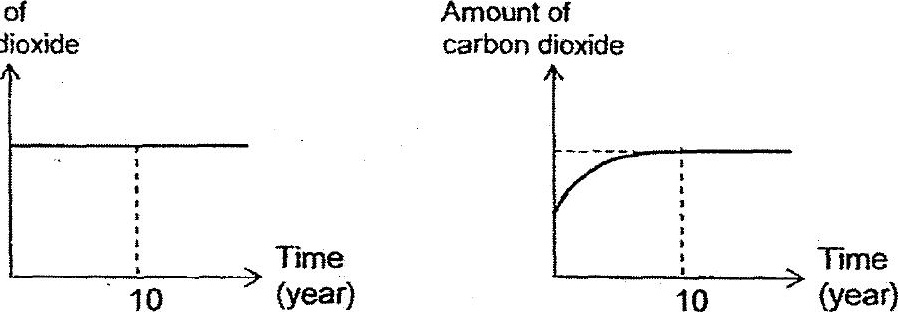 of
dioxide
Time
(year)
10
Amount of
carbon dioxide
Time
(year)
10